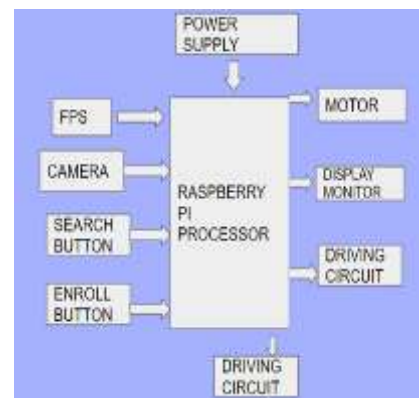 POWER
SUPPLY
FPS
CAMERA
SEARCH
BUTTON
ENROLL
BUTTON
RASPBERRY
PI
PROCESSOR
MOTOR
DISPLAY
MONITOR
DRIVING
CIRCUIT
DRIVING
CIRCUIT